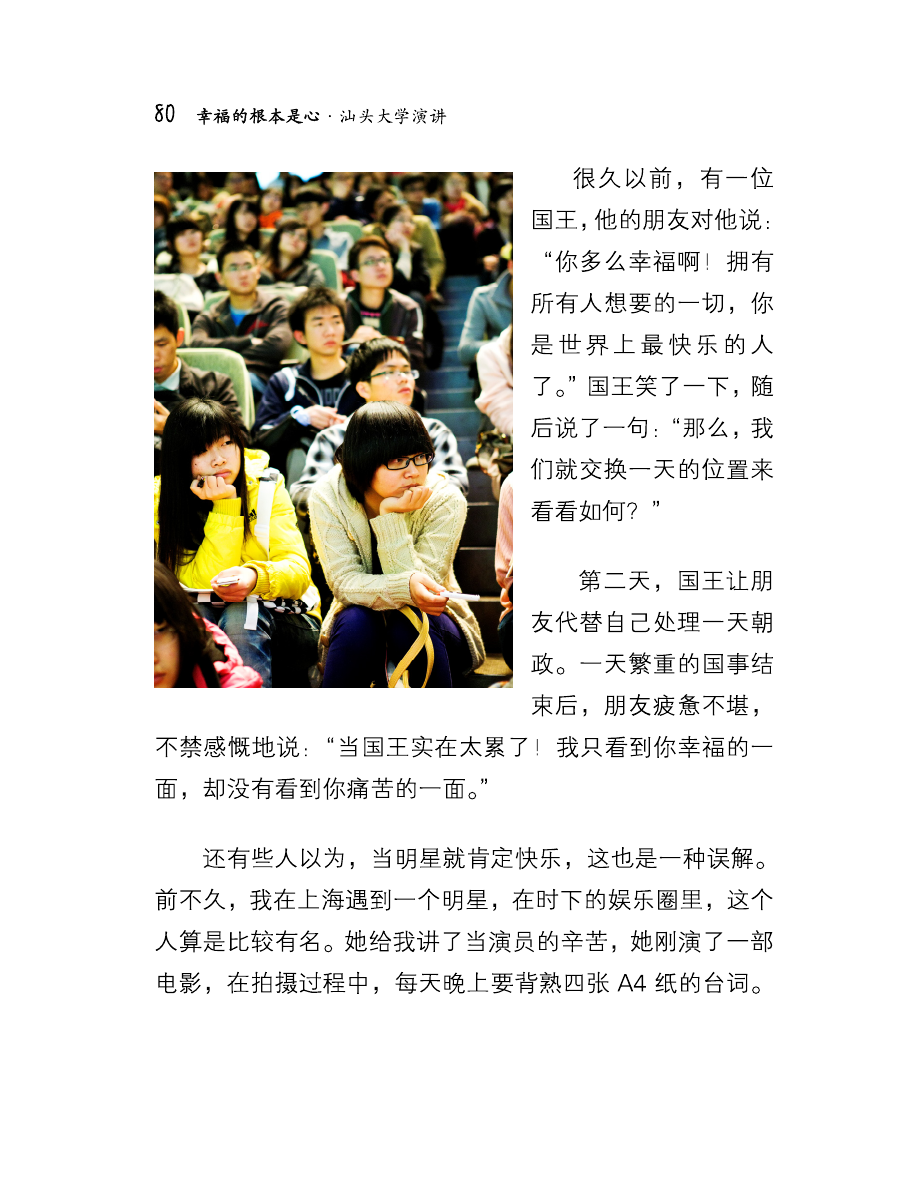 80 幸福的根本是心·汕头大学演讲
很久以前，有一位
国王，他的朋友对他说：
“你多么幸福啊！拥有
所有人想要的一切，你
是世界上最快乐的人
了。”国王笑了一下，随
后说了一句：“那么，我
们就交换一天的位置来
看看如何？”
第二天，国王让朋
友代替自己处理一天朝
政。一天繁重的国事结
束后，朋友疲惫不堪，
不禁感慨地说：“当国王实在太累了！我只看到你幸福的一
面，却没有看到你痛苦的一面。”
还有些人以为，当明星就肯定快乐，这也是一种误解。
前不久，我在上海遇到一个明星，在时下的娱乐圈里，这个
人算是比较有名。她给我讲了当演员的辛苦，她刚演了一部
电影，在拍摄过程中，每天晚上要背熟四张 A4 纸的台词。